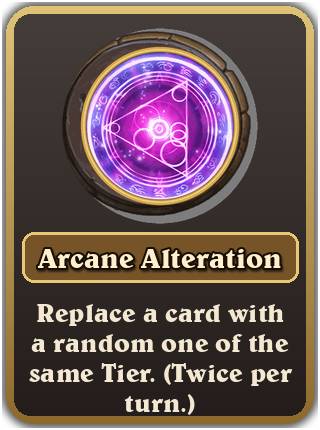 Arcane Alteration
Replace a card with
a random one of the
same Tier. (Twice per
turn.)